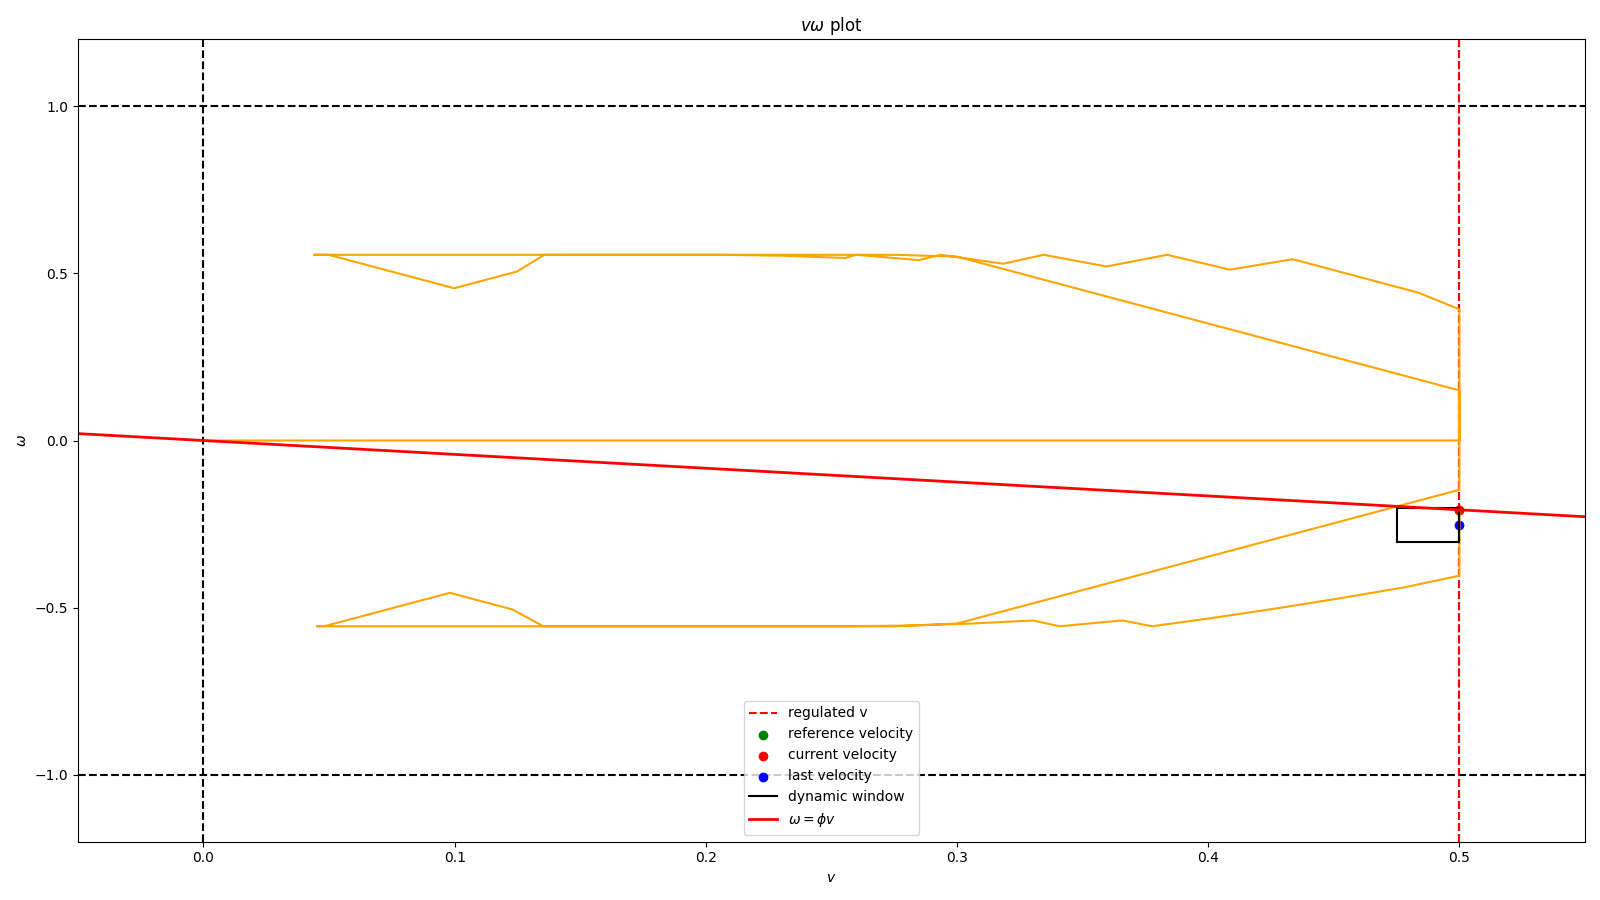 vω plot
1.0
0.5
0.0
−0.5
−1.0
ω
regulated v
reference velocity
current velocity
last velocity
dynamic window
ω = ϕv
0.0 0.1 0.2 0.3 0.4 0.5
v